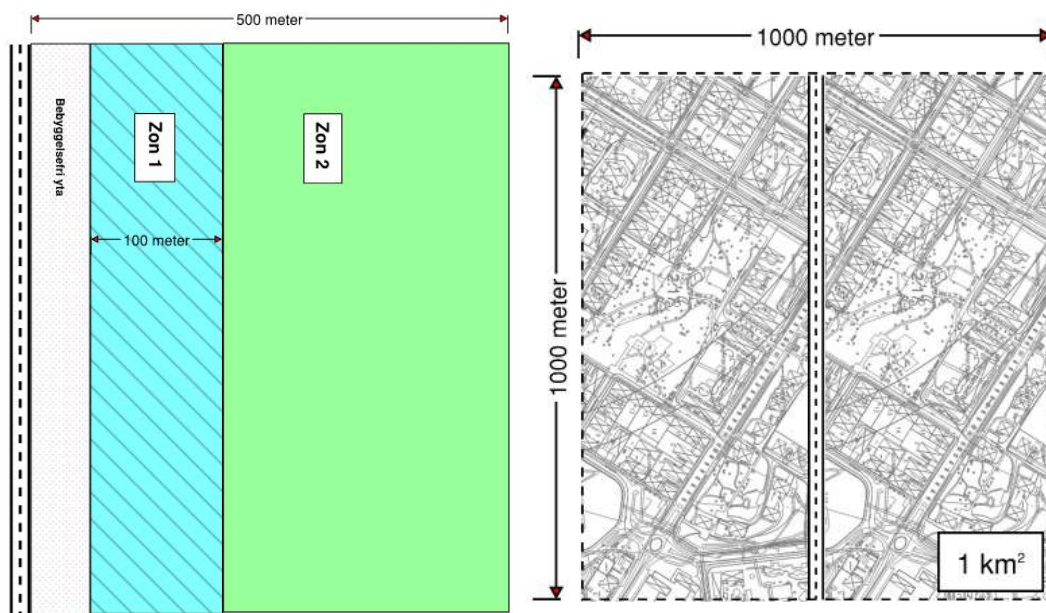 500 meter
Bebyggelsefri yta
Zon 1
Zon 2
100 meter
1000 meter
1000 meter
1 km²